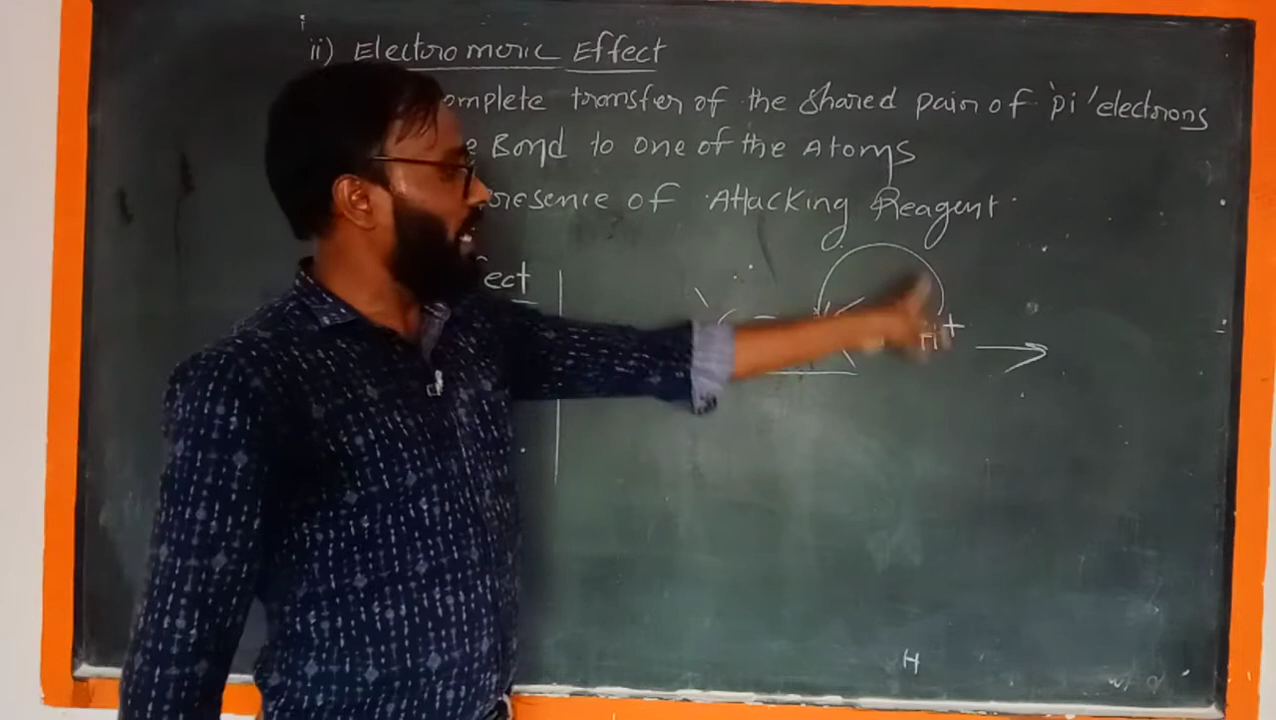 ii) Electromeric Effect
omplete transfer of the shared pair of 'pi' electrons
e Bond to one of the Atoms
presence of Attacking Reagent.
ect
H+
H